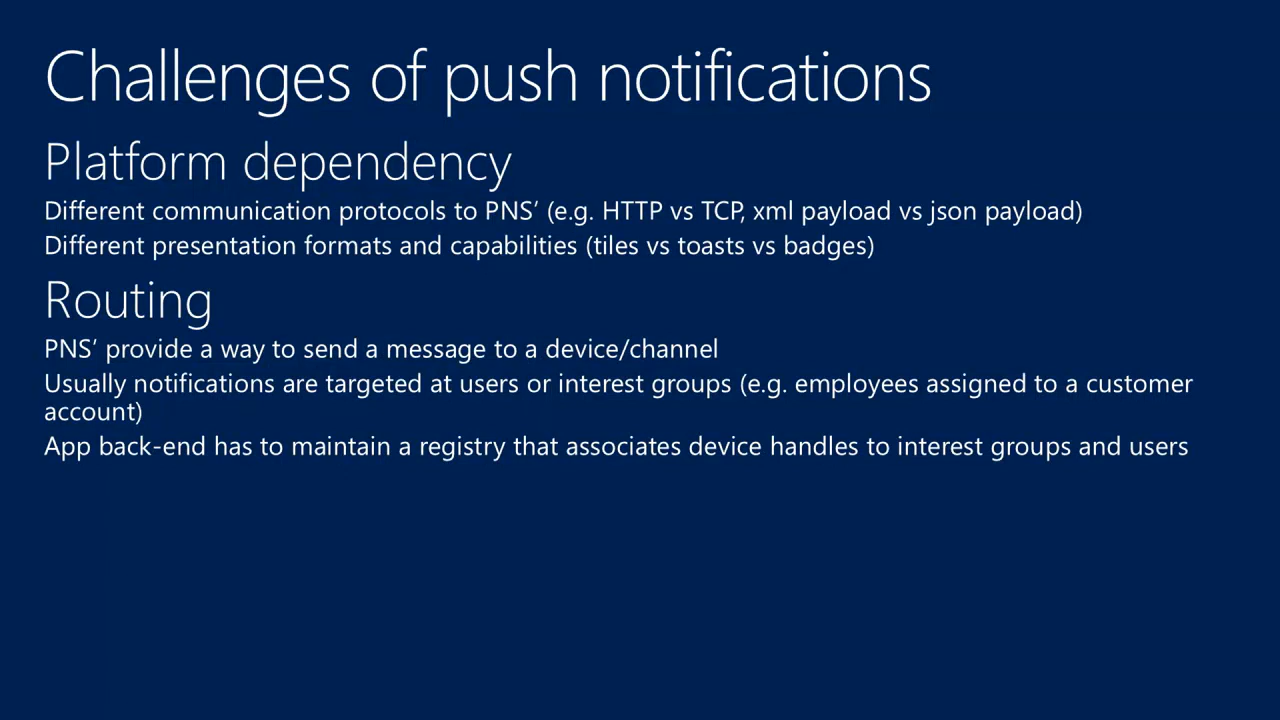 Challenges of push notifications
Platform dependency
Different communication protocols to PNS’ (e.g. HTTP vs TCP, xml payload vs json payload)
Different presentation formats and capabilities (tiles vs toasts vs badges)
Routing
PNS’ provide a way to send a message to a device/channel
Usually notifications are targeted at users or interest groups (e.g. employees assigned to a customer
account)
App back-end has to maintain a registry that associates device handles to interest groups and users